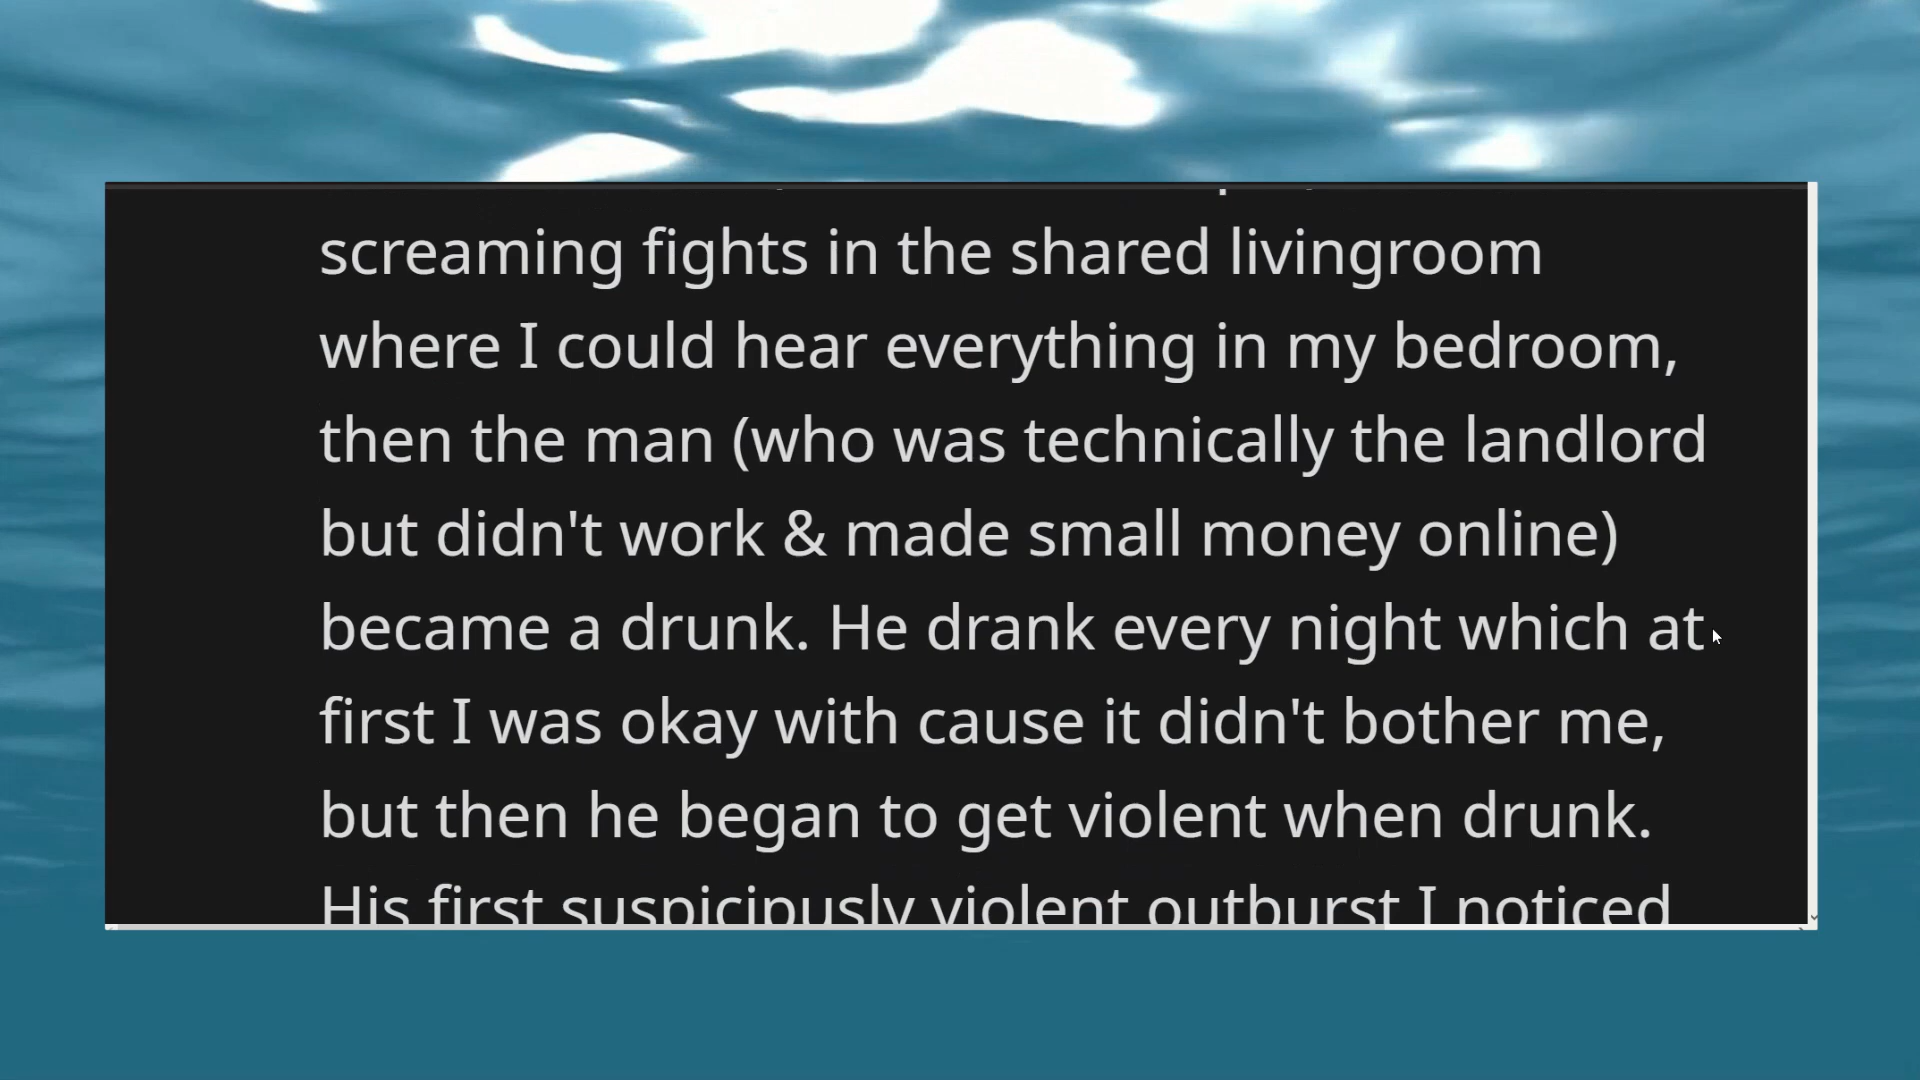 screaming fights in the shared livingroom
where I could hear everything in my bedroom,
then the man (who was technically the landlord
but didn't work & made small money online)
became a drunk. He drank every night which at
first I was okay with cause it didn't bother me,
but then he began to get violent when drunk.
His first suspicipusly violent outburst I noticed